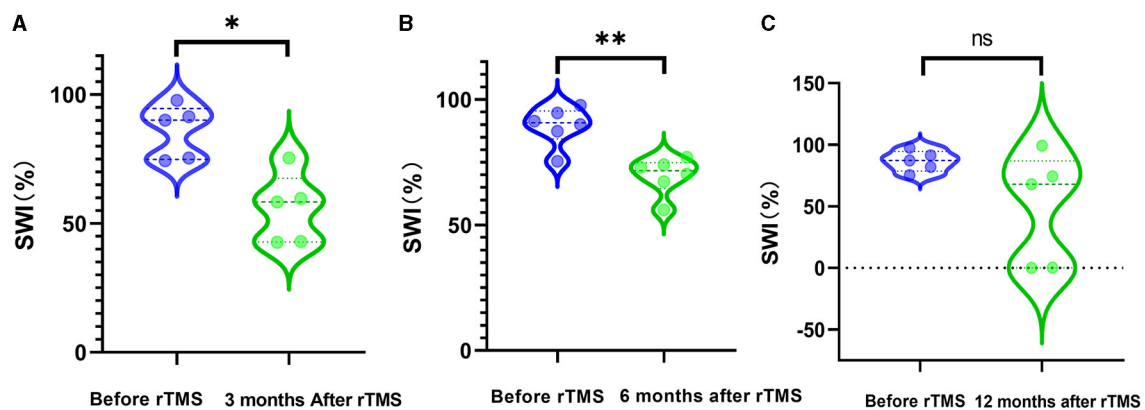 A
*
SWI(%)
100
50
0
Before rTMS
3 months After rTMS
B
**
SWI(%)
100
50
0
Before rTMS
6 months after rTMS
C
ns
SWI(%)
150
100
50
0
-50
Before rTMS
12 months after rTMS